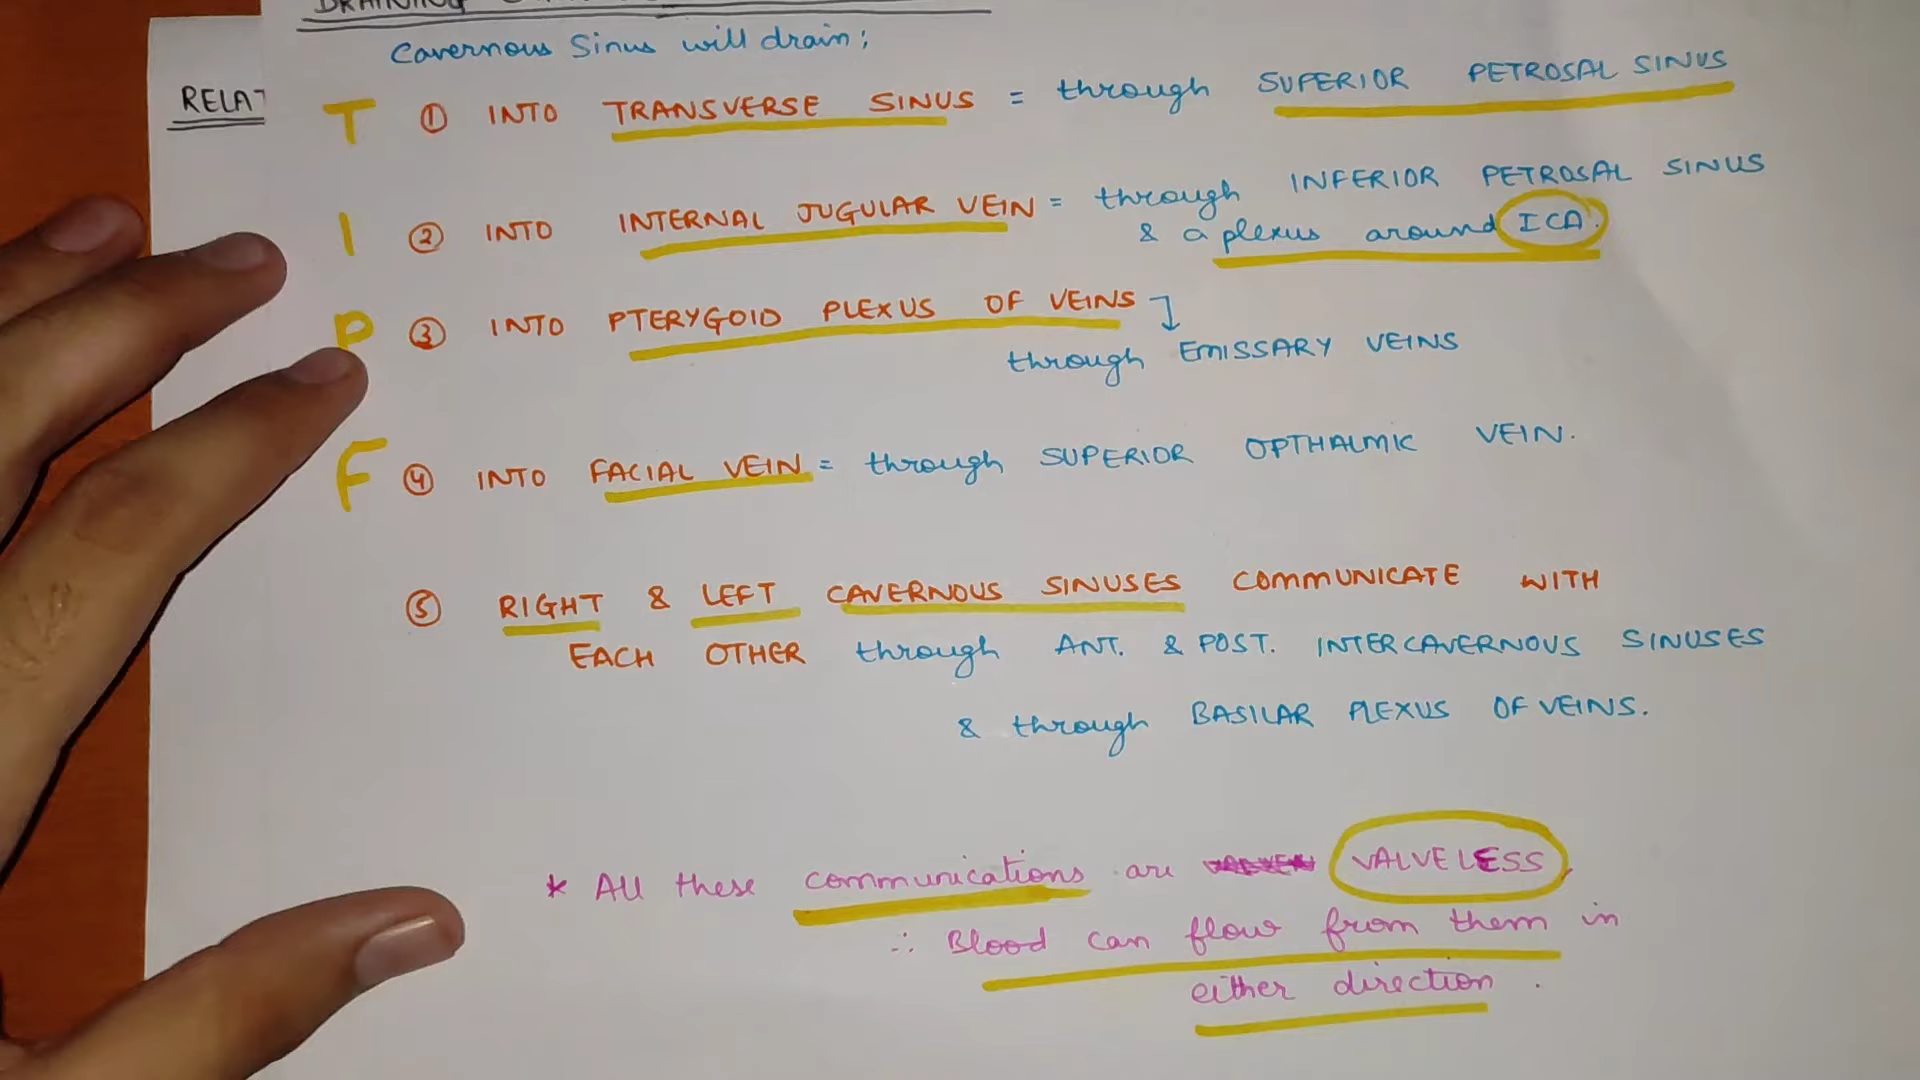 DRAINING
Cavernous Sinus will drain;
RELAT
T ① INTO TRANSVERSE SINUS = through SUPERIOR PETROSAL SINUS
I ② INTO INTERNAL JUGULAR VEIN = through INFERIOR PETROSAL SINUS
& a plexus around ICA.
P ③ INTO PTERYGOID PLEXUS OF VEINS
through EMISSARY VEINS
F ④ INTO FACIAL VEIN = through SUPERIOR OPTHALMIC VEIN.
⑤ RIGHT & LEFT CAVERNOUS SINUSES COMMUNICATE WITH
EACH OTHER through ANT. & POST. INTERCAVERNOUS SINUSES
& through BASILAR PLEXUS OF VEINS.
* All these communications are VALVELESS,
∴ Blood can flow from them in
either direction.